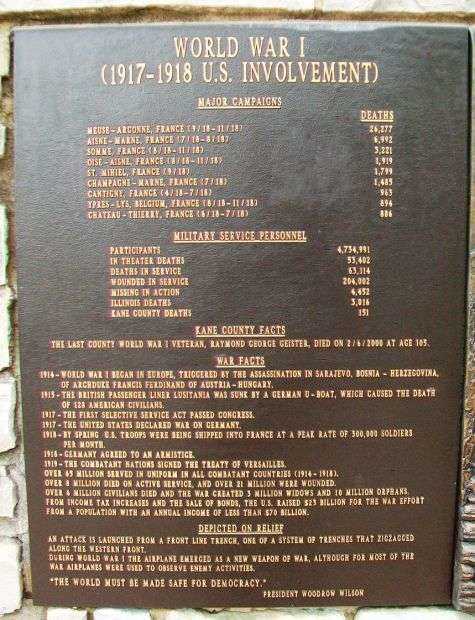 WORLD WAR I
(1917-1918 U.S. INVOLVEMENT)
MAJOR CAMPAIGNS
DEATHS
MEUSE-ARGONNE, FRANCE (9/18-11/18) 26,277
AISNE-MARNE, FRANCE (7/18-8/18) 6,992
SOMME, FRANCE (8/18-11/18) 3,221
OISE-AISNE, FRANCE (8/18-11/18) 1,919
ST. MIHIEL, FRANCE (9/18) 1,799
CHAMPAGNE-MARNE, FRANCE (7/18) 1,485
CANTIGNY, FRANCE (4/18-7/18) 963
YPRES-LYS, BELGIUM, FRANCE (8/18-11/18) 894
CHATEAU-THIERRY, FRANCE (6/18-7/18) 886
MILITARY SERVICE PERSONNEL
PARTICIPANTS 4,734,991
IN THEATER DEATHS 53,402
DEATHS IN SERVICE 63,114
WOUNDED IN SERVICE 204,002
MISSING IN ACTION 4,452
ILLINOIS DEATHS 3,016
KANE COUNTY DEATHS 151
KANE COUNTY FACTS
THE LAST COUNTY WORLD WAR I VETERAN, RAYMOND GEORGE GEISTER, DIED ON 2/6/2000 AT AGE 105.
WAR FACTS
1914-WORLD WAR I BEGAN IN EUROPE, TRIGGERED BY THE ASSASSINATION IN SARAJEVO, BOSNIA - HERZEGOVINA,
OF ARCHDUKE FRANCIS FERDINAND OF AUSTRIA-HUNGARY.
1915-THE BRITISH PASSENGER LINER LUSITANIA WAS SUNK BY A GERMAN U-BOAT, WHICH CAUSED THE DEATH
OF 128 AMERICAN CIVILIANS.
1917 - THE FIRST SELECTIVE SERVICE ACT PASSED CONGRESS.
1917 - THE UNITED STATES DECLARED WAR ON GERMANY.
1918 - BY SPRING U.S. TROOPS WERE BEING SHIPPED INTO FRANCE AT A PEAK RATE OF 300,000 SOLDIERS
PER MONTH.
1918 - GERMANY AGREED TO AN ARMISTICE.
1919 - THE COMBATANT NATIONS SIGNED THE TREATY OF VERSAILLES.
OVER 65 MILLION SERVED IN UNIFORM IN ALL COMBATANT COUNTRIES (1914-1918).
OVER 8 MILLION DIED ON ACTIVE SERVICE, AND OVER 21 MILLION WERE WOUNDED.
OVER 6 MILLION CIVILIANS DIED AND THE WAR CREATED 3 MILLION WIDOWS AND 10 MILLION ORPHANS.
FROM INCOME TAX INCREASES AND THE SALE OF BONDS, THE U.S. RAISED $23 BILLION FOR THE WAR EFFORT
FROM A POPULATION WITH AN ANNUAL INCOME OF LESS THAN $70 BILLION.
DEPICTED ON RELIEF
AN ATTACK IS LAUNCHED FROM A FRONT LINE TRENCH, ONE OF A SYSTEM OF TRENCHES THAT ZIGZAGGED
ALONG THE WESTERN FRONT.
DURING WORLD WAR I THE AIRPLANE EMERGED AS A NEW WEAPON OF WAR, ALTHOUGH FOR MOST OF THE
WAR AIRPLANES WERE USED TO OBSERVE ENEMY ACTIVITIES.
"THE WORLD MUST BE MADE SAFE FOR DEMOCRACY."
PRESIDENT WOODROW WILSON